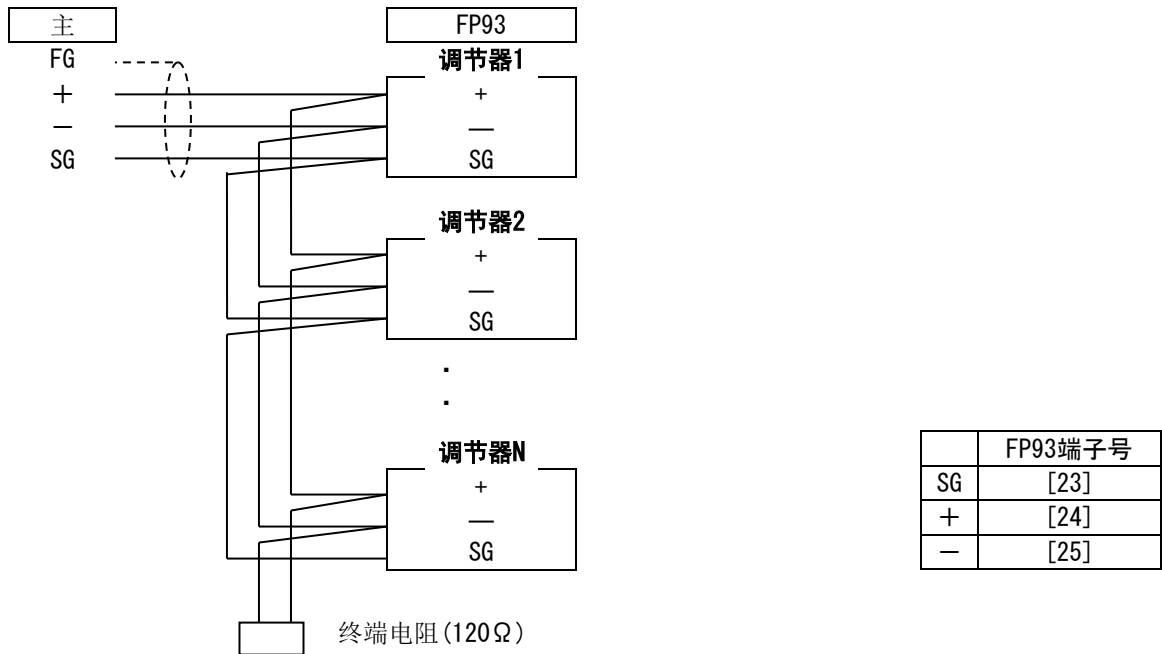 主
FP93
FG
+
−
SG
调节器1
+
—
SG
调节器2
+
—
SG
.
.
调节器N
+
—
SG
终端电阻(120Ω)
FP93端子号
SG [23]
+ [24]
− [25]